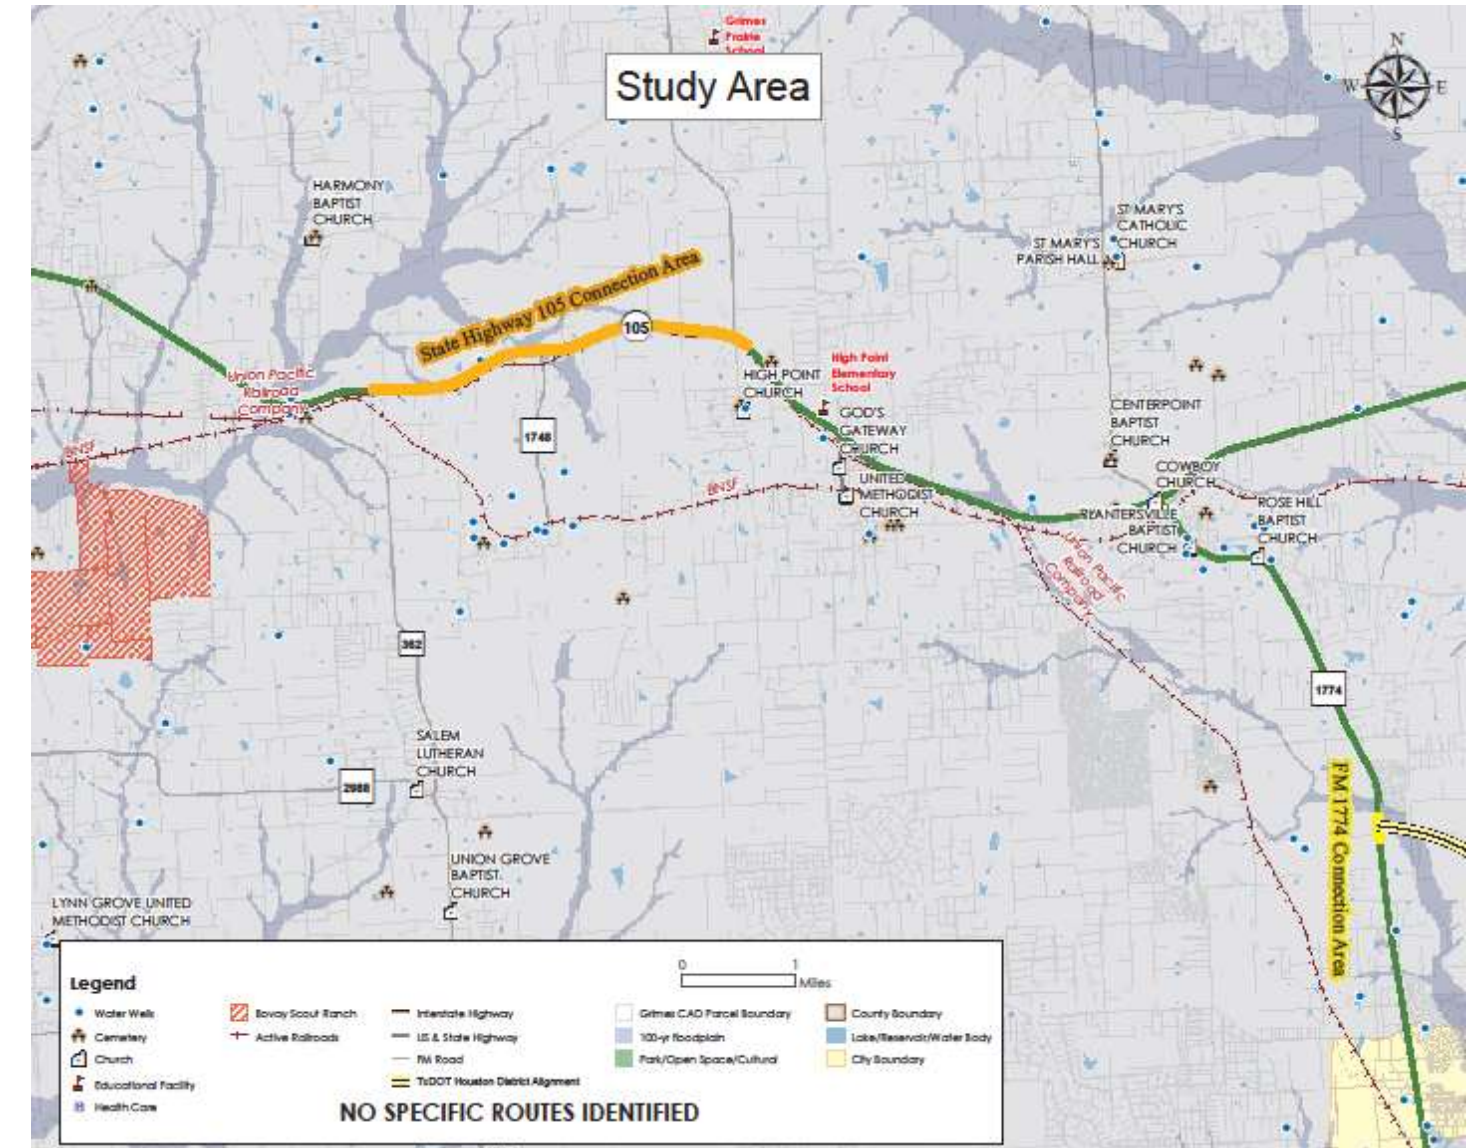 Grimes
Prairie
School
Study Area
N
W
E
S
HARMONY
BAPTIST
CHURCH
ST MARY'S
CATHOLIC
CHURCH
ST MARY'S
PARISH HALL
State Highway 105 Connection Area
105
Union Pacific
Railroad
Company
HIGH POINT
CHURCH
High Point
Elementary
School
GOD'S
GATEWAY
CHURCH
CENTERPOINT
BAPTIST
CHURCH
BNSF
1748
COWBOY
CHURCH
BNSF
UNITED
METHODIST
CHURCH
ROSE HILL
BAPTIST
CHURCH
PLANTERSVILLE
BAPTIST
CHURCH
Union Pacific
Railroad
Company
362
1774
SALEM
LUTHERAN
CHURCH
2988
FM 1774 Connection Area
UNION GROVE
BAPTIST
CHURCH
LYNN GROVE UNITED
METHODIST CHURCH
Legend
0 1
Miles
Water Wells
Cemetery
Church
Educational Facility
Health Care
Bovay Scout Ranch
Active Railroads
Interstate Highway
US & State Highway
FM Road
TxDOT Houston District Alignment
Grimes CAD Parcel Boundary
100-yr floodplain
Park/Open Space/Cultural
County Boundary
Lake/Reservoir/Water Body
City Boundary
NO SPECIFIC ROUTES IDENTIFIED